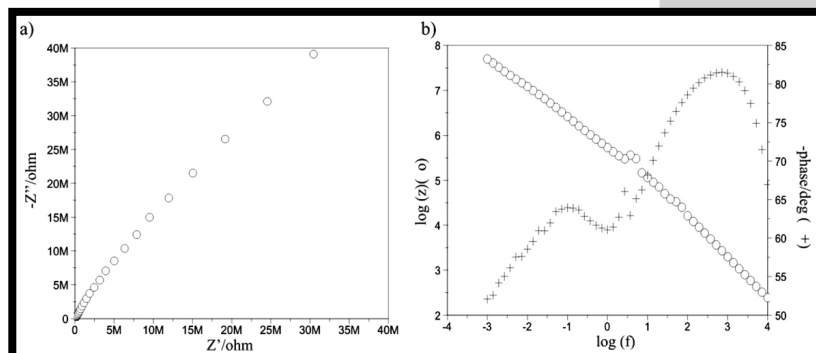 a)
40M
35M
30M
25M
20M
15M
10M
5M
0
-Z''/ohm
0 5M 10M 15M 20M 25M 30M 35M 40M
Z'/ohm
b)
8
7
6
5
4
3
2
log (z)( o)
85
80
75
70
65
60
55
50
-phase/deg ( + )
-4 -3 -2 -1 0 1 2 3 4
log (f)